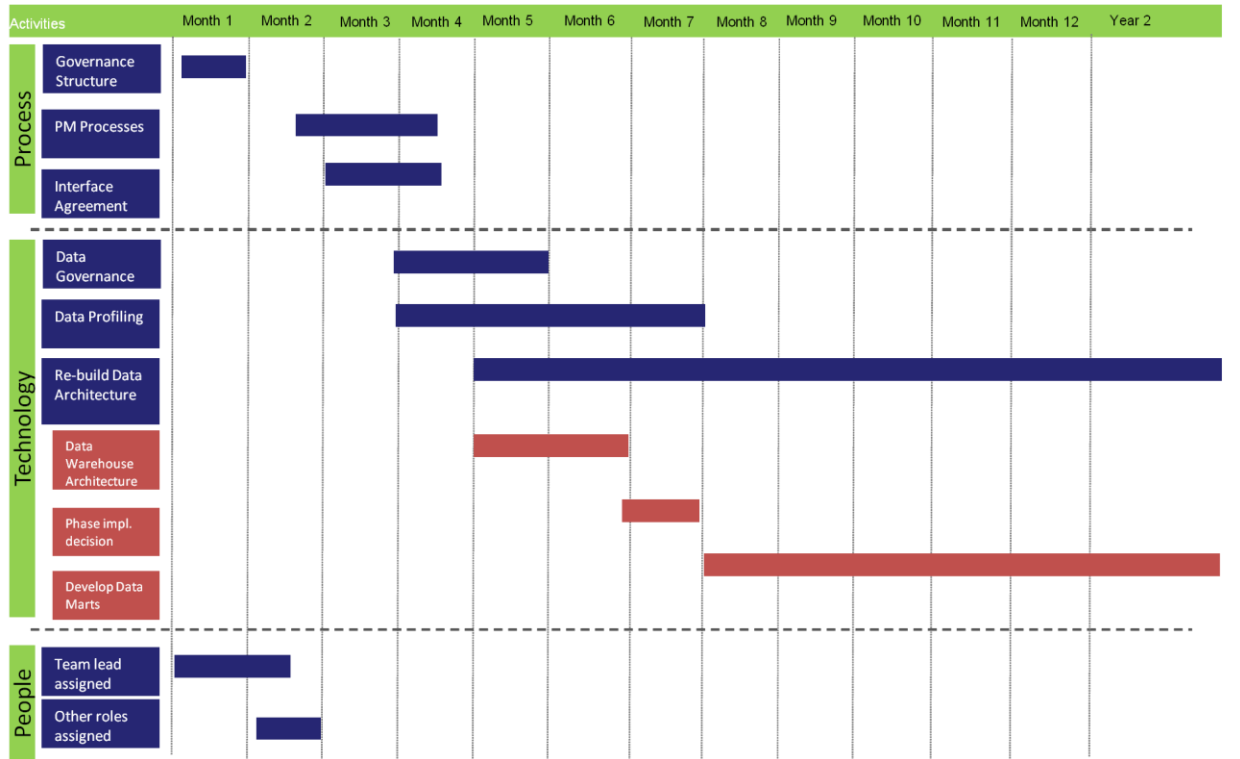 Activities
Month 1
Month 2
Month 3
Month 4
Month 5
Month 6
Month 7
Month 8
Month 9
Month 10
Month 11
Month 12
Year 2
Process
Governance
Structure
PM Processes
Interface
Agreement
Technology
Data
Governance
Data Profiling
Re-build Data
Architecture
Data
Warehouse
Architecture
Phase impl.
decision
Develop Data
Marts
People
Team lead
assigned
Other roles
assigned